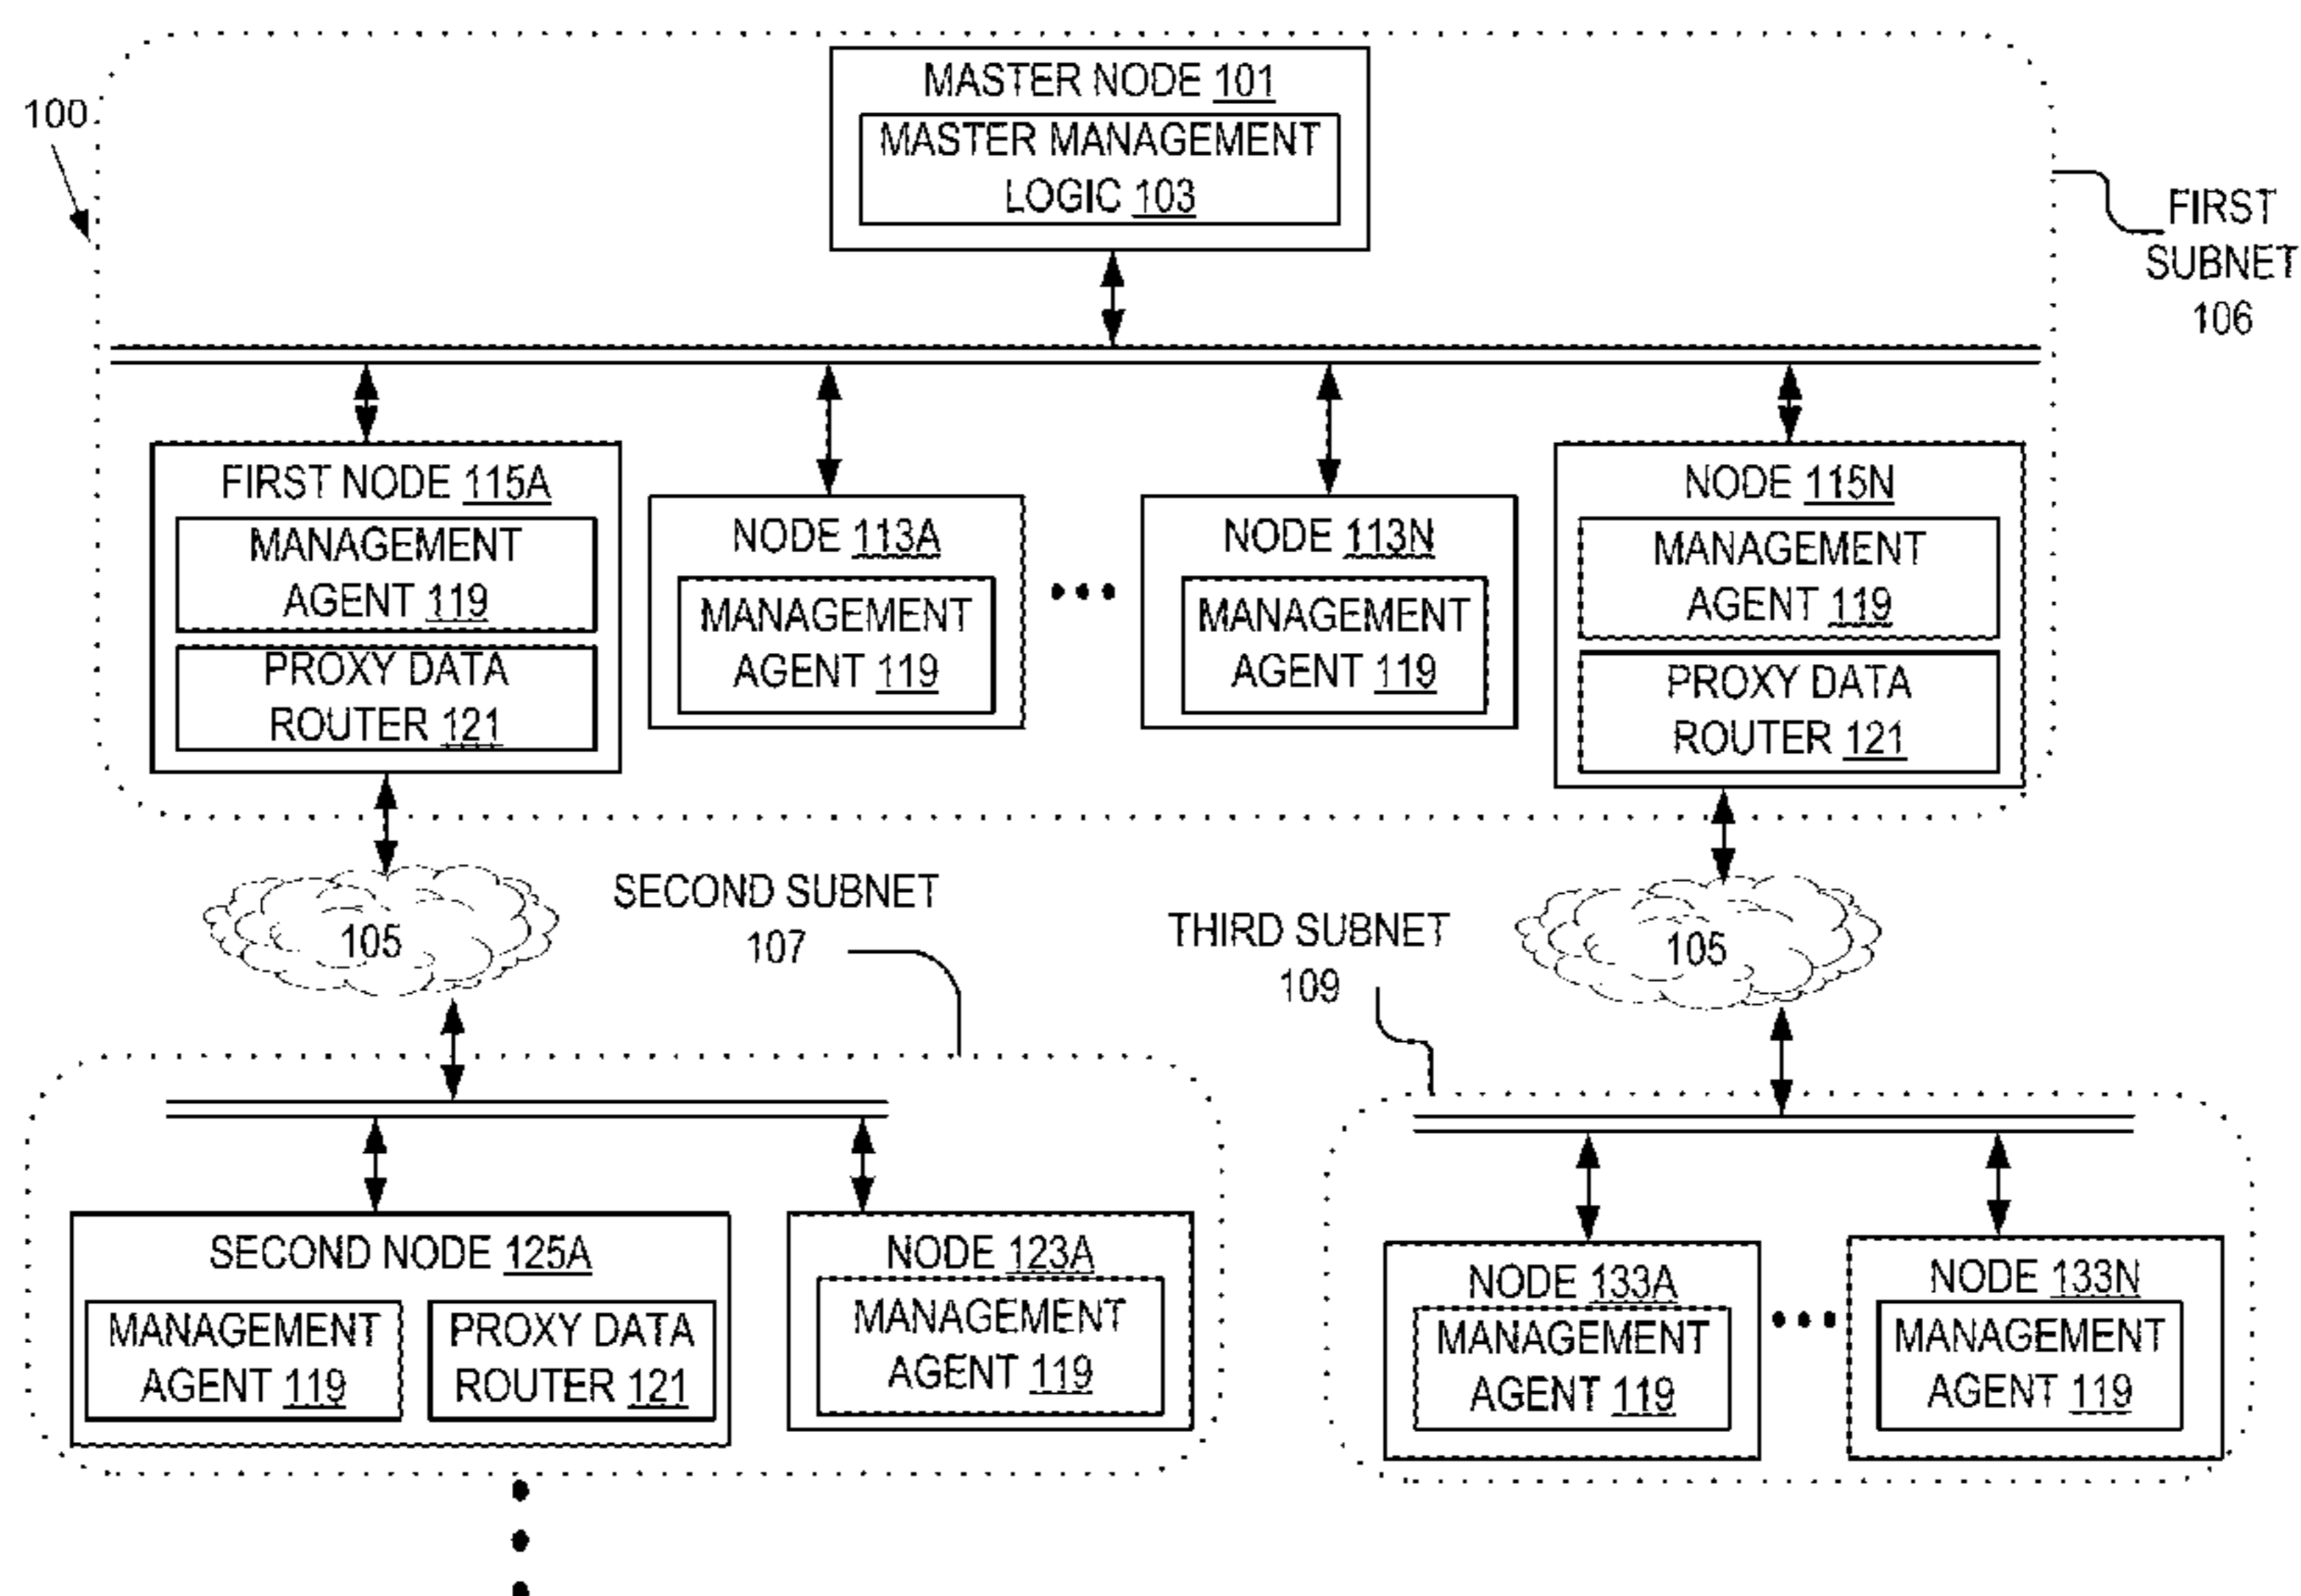 100
MASTER NODE 101
MASTER MANAGEMENT
LOGIC 103
FIRST
SUBNET
106
FIRST NODE 115A
MANAGEMENT
AGENT 119
PROXY DATA
ROUTER 121
NODE 113A
MANAGEMENT
AGENT 119
NODE 113N
MANAGEMENT
AGENT 119
NODE 115N
MANAGEMENT
AGENT 119
PROXY DATA
ROUTER 121
105
SECOND SUBNET
107
THIRD SUBNET
109
105
SECOND NODE 125A
MANAGEMENT
AGENT 119
PROXY DATA
ROUTER 121
NODE 123A
MANAGEMENT
AGENT 119
NODE 133A
MANAGEMENT
AGENT 119
NODE 133N
MANAGEMENT
AGENT 119